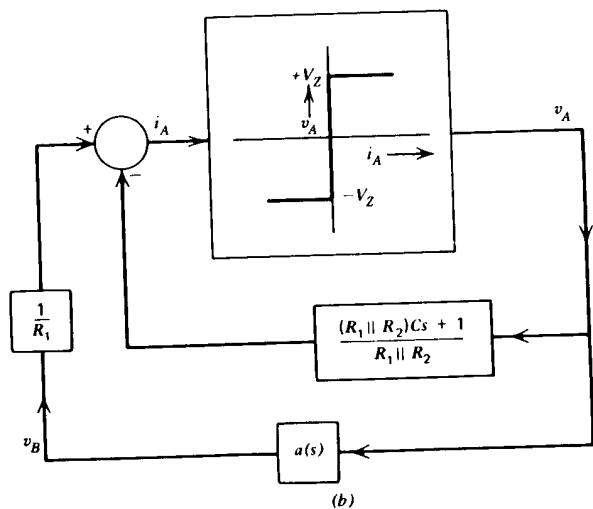 +V_Z
v_A
i_A
−V_Z
+
i_A
−
v_A
1
R_1
(R_1 || R_2)Cs + 1
R_1 || R_2
v_B
a(s)
(b)